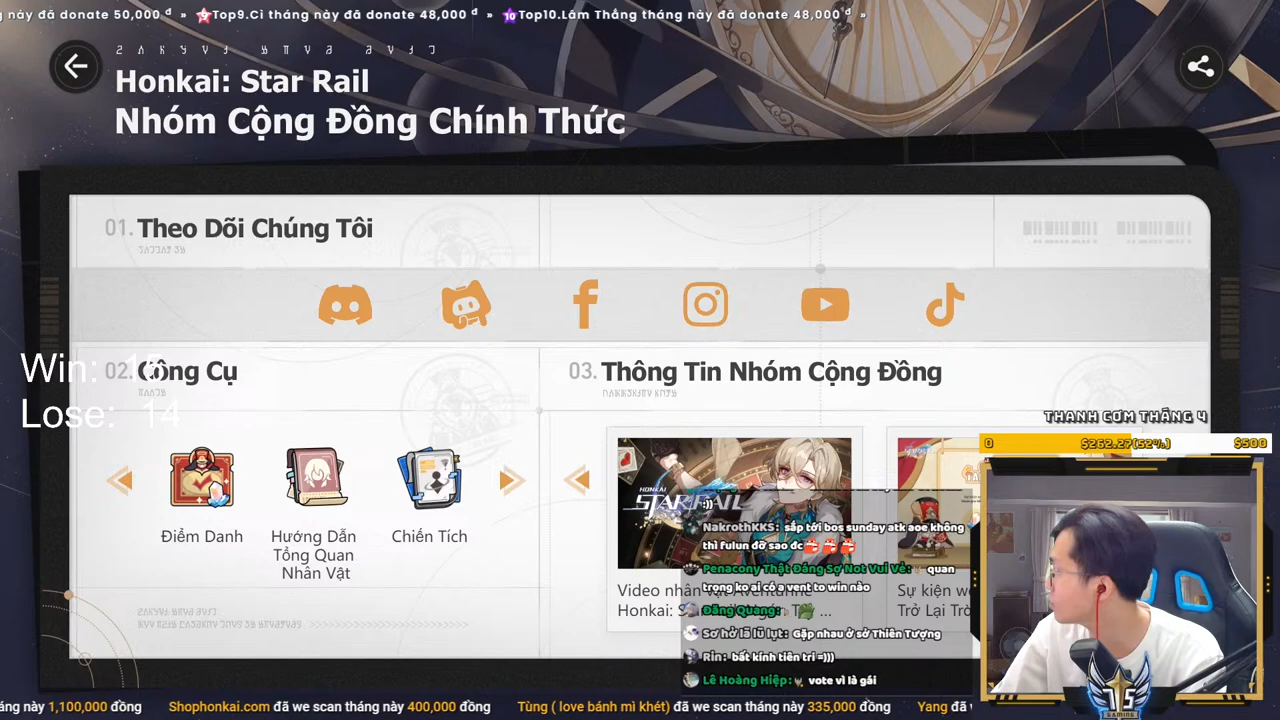 này đã donate 50,000 đ » Top9.Cì tháng này đã donate 48,000 đ » Top10.Lâm Thắng tháng này đã donate 48,000 đ »
Honkai: Star Rail
Nhóm Cộng Đồng Chính Thức
01. Theo Dõi Chúng Tôi
Win: 15
Lose: 14
02. Công Cụ
Điểm Danh
Hướng Dẫn
Tổng Quan
Nhân Vật
Chiến Tích
03. Thông Tin Nhóm Cộng Đồng
HONKAI
STAR RAIL
Video nhân
Honkai:
Sự kiện
Trở Lại
THANH CƠM THÁNG 4
0 $262.27(52%) $500
:))
NakrothKKS: sắp tới bos sunday atk aoe không
thì fulun đỡ sao đc
Penacony Thật Đáng Sợ Not Vui Vẻ: quan
trọng ko ai có a vent to win nào
Đăng Quang:
Sơ hở là lũ lụt: Gặp nhau ở sở Thiên Tượng
Rin: bất kính tiên tri =)))
Lê Hoàng Hiệp: vote vì là gái
GAMING
này 1,100,000 đồng Shophonkai.com đã we scan tháng này 400,000 đồng Tùng ( love bánh mì khét) đã we scan tháng này 335,000 đồng Yang đã